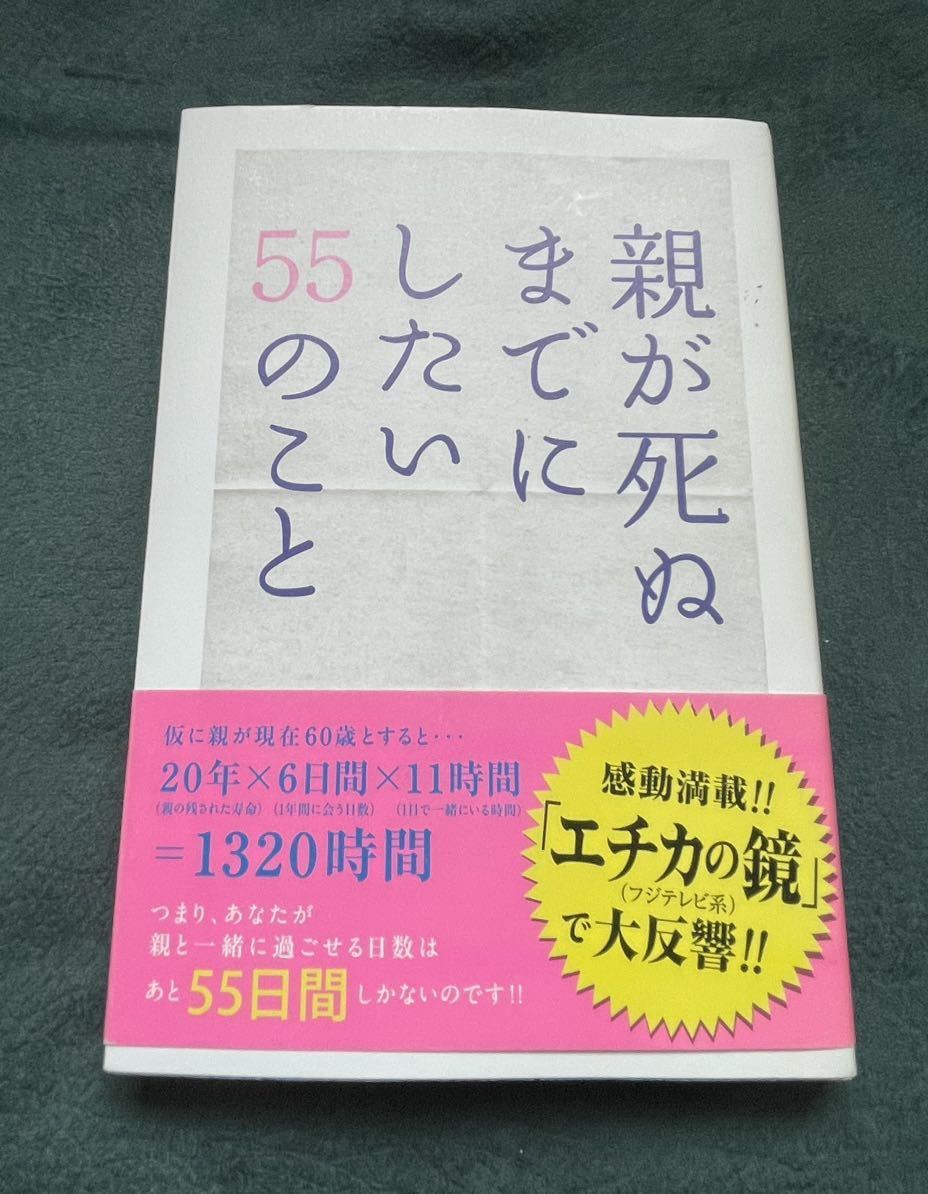 親が死ぬ
までに
したい
55のこと
仮に親が現在60歳とすると･･･
20年×6日間×11時間
(親の残された寿命) (1年間に会う日数) (1日で一緒にいる時間)
=1320時間
つまり、あなたが
親と一緒に過ごせる日数は
あと55日間しかないのです!!
感動満載!!
「エチカの鏡」
(フジテレビ系)
で大反響!!